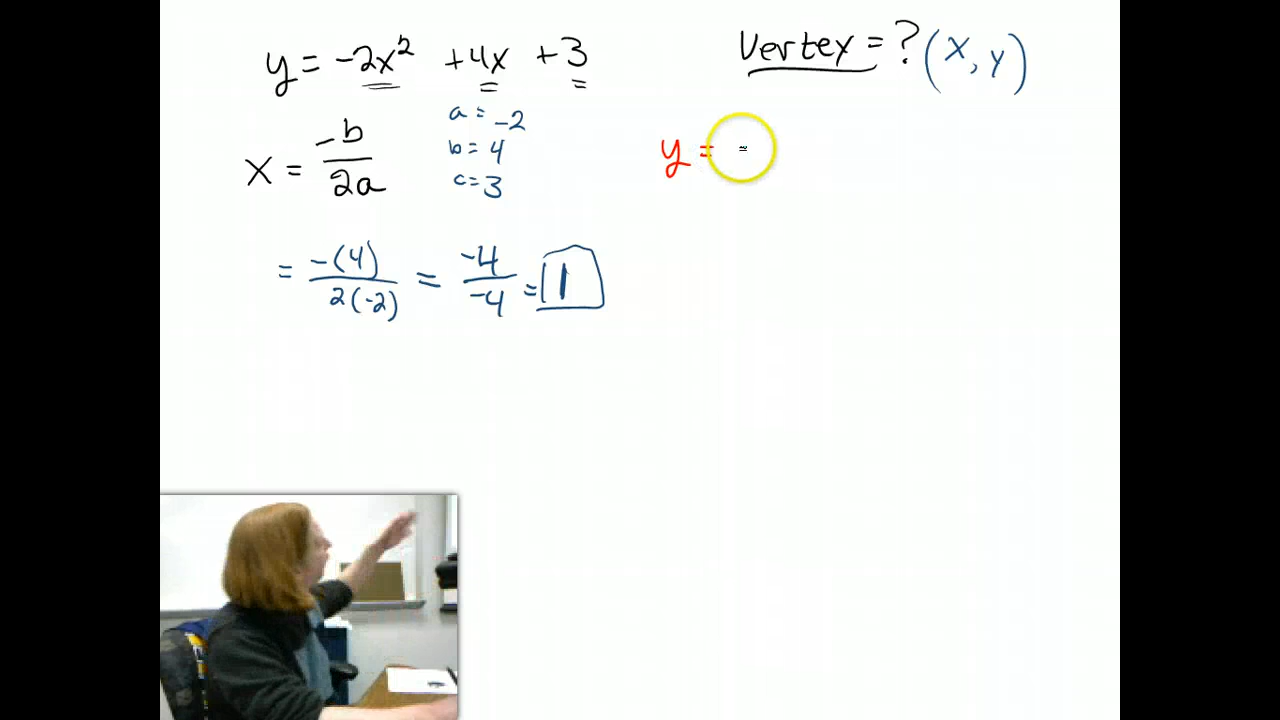 y = -2x² +4x +3
Vertex = ? (x, y)
x = -b/2a
a = -2
b = 4
c = 3
y =
= -(4)/2(-2) = -4/-4 = 1